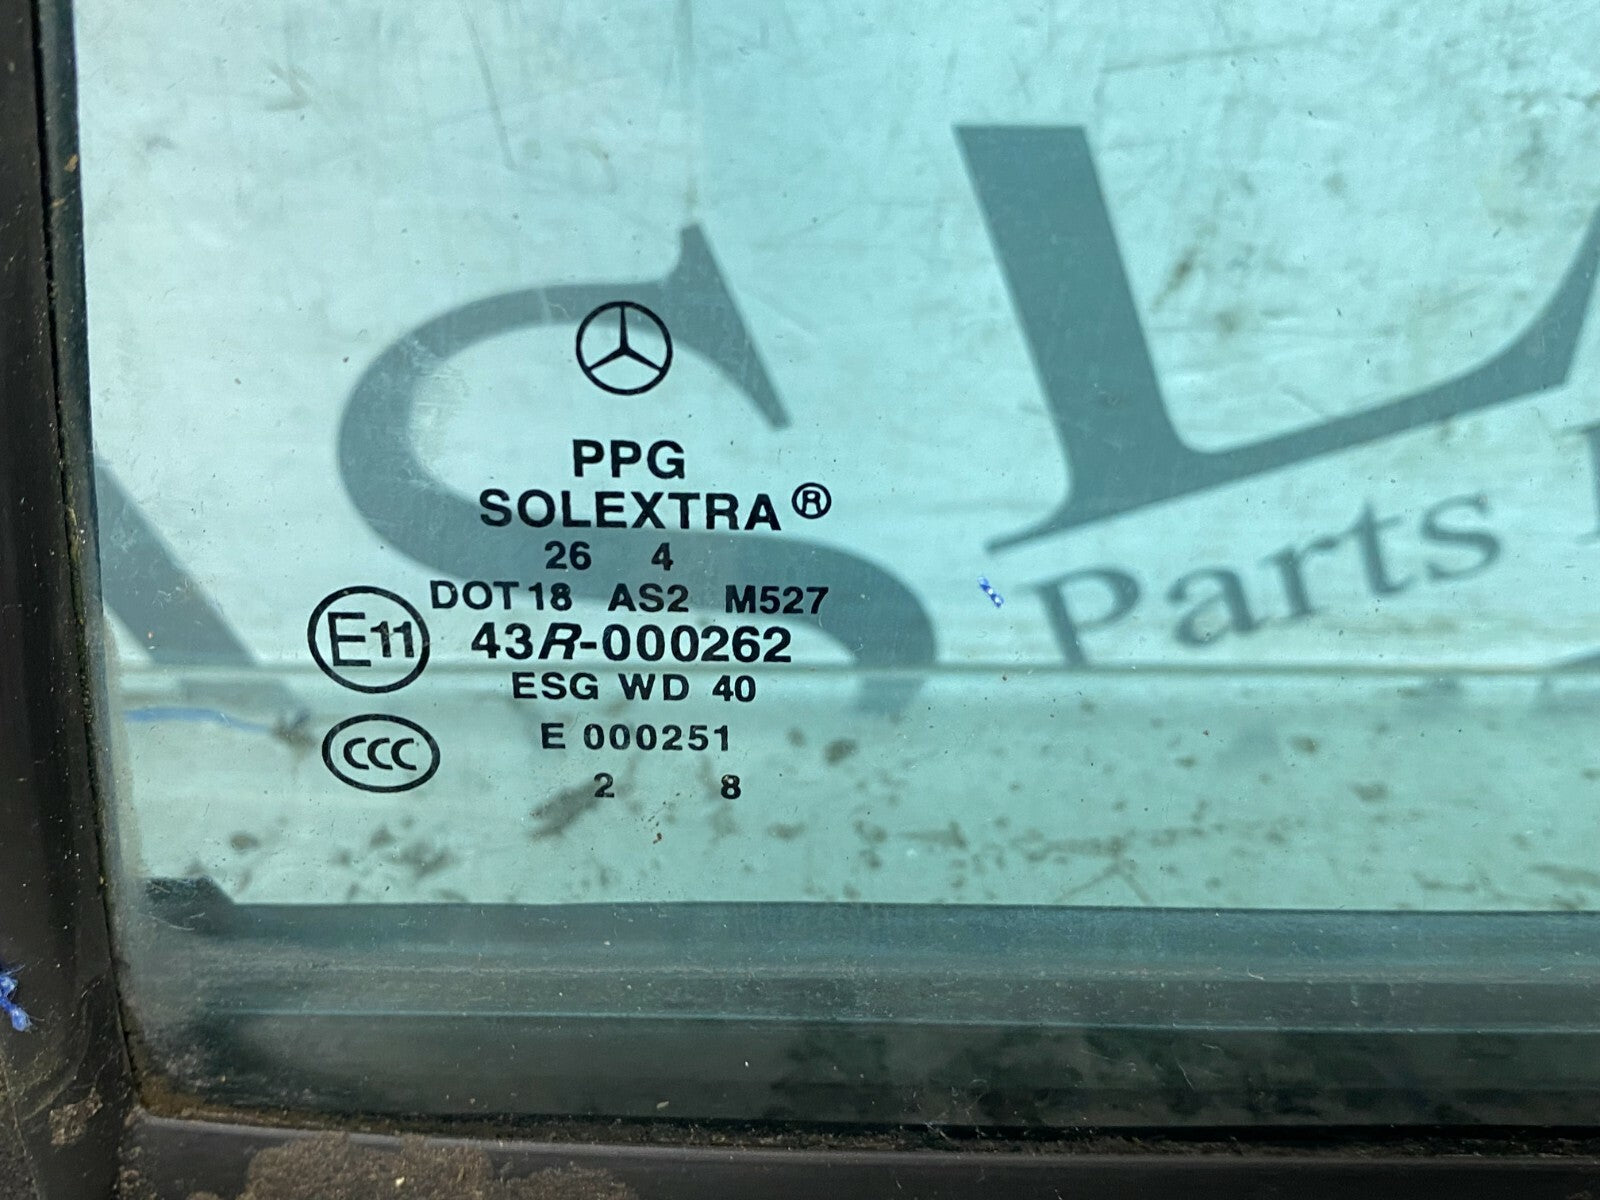 PPG
SOLEXTRA®
26 4
DOT 18 AS2 M527
E11 43R-000262
ESG WD 40
CCC E 000251
2 8
ASL
Parts